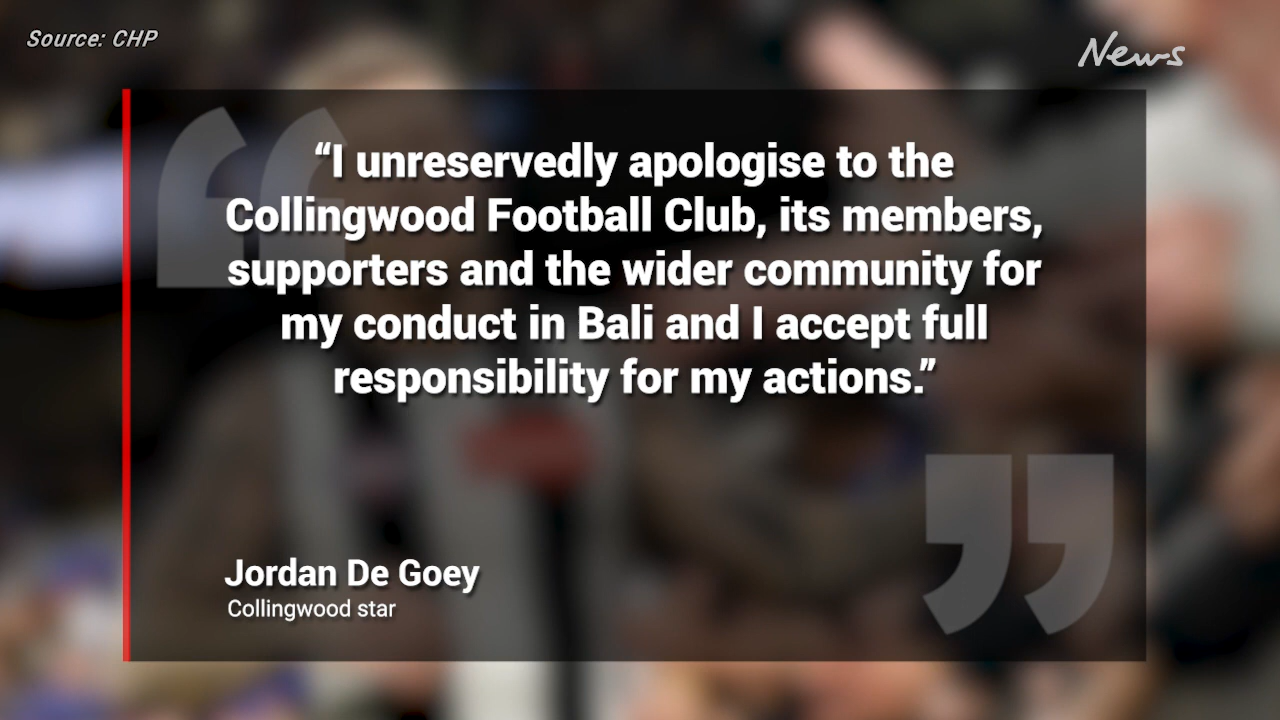 Source: CHP
News
“I unreservedly apologise to the
Collingwood Football Club, its members,
supporters and the wider community for
my conduct in Bali and I accept full
responsibility for my actions.”
Jordan De Goey
Collingwood star